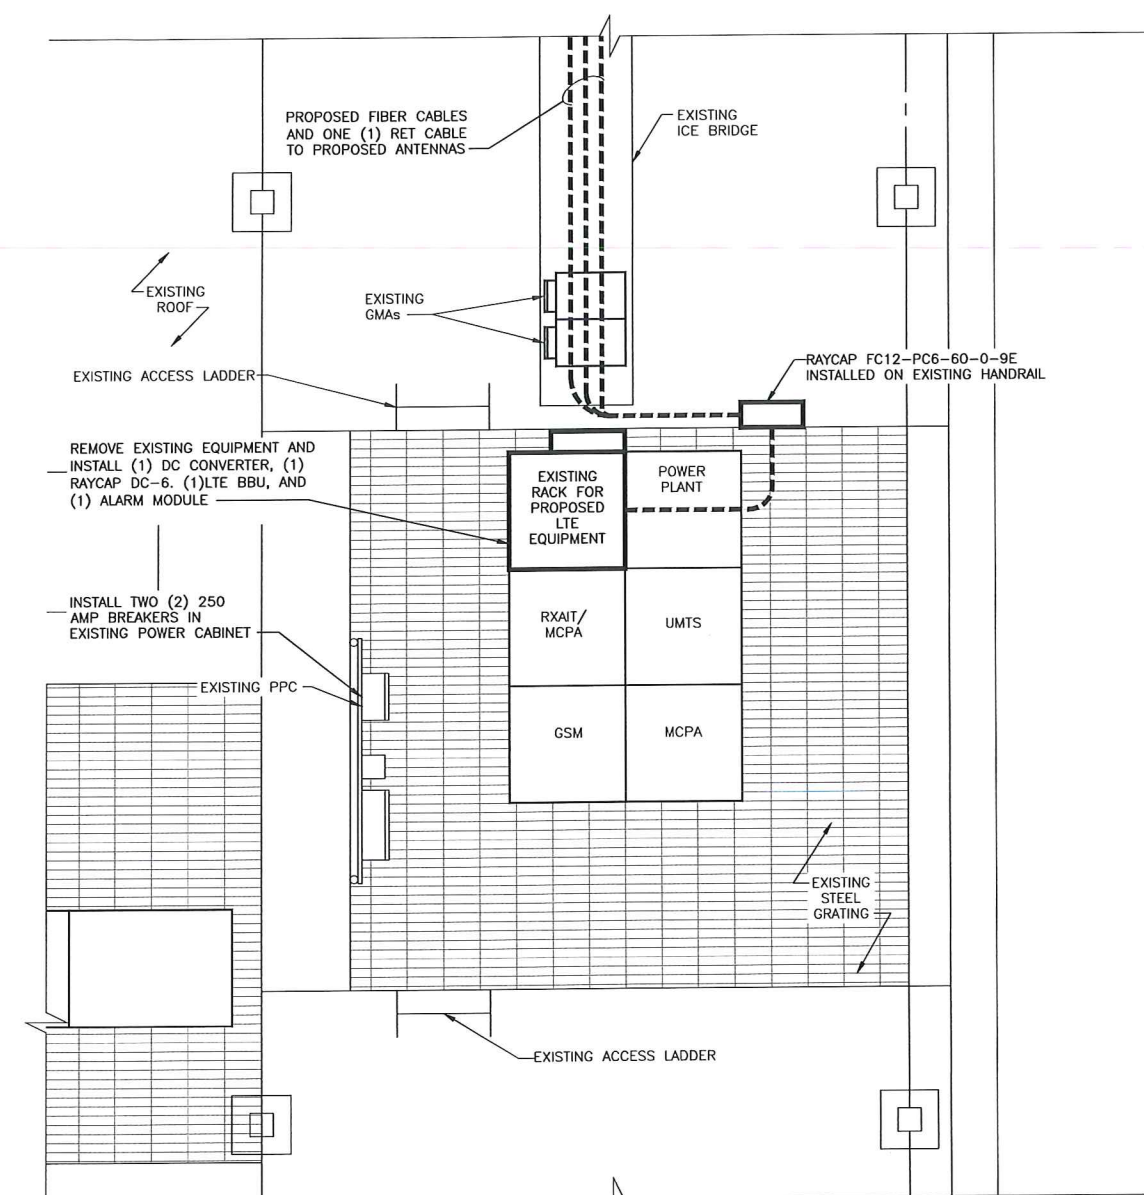 PROPOSED FIBER CABLES
AND ONE (1) RET CABLE
TO PROPOSED ANTENNAS
EXISTING
ICE BRIDGE
EXISTING
ROOF
EXISTING
GMAs
RAYCAP FC12-PC6-60-0-9E
INSTALLED ON EXISTING HANDRAIL
EXISTING ACCESS LADDER
REMOVE EXISTING EQUIPMENT AND
INSTALL (1) DC CONVERTER, (1)
RAYCAP DC-6. (1)LTE BBU, AND
(1) ALARM MODULE
EXISTING
RACK FOR
PROPOSED
LTE
EQUIPMENT
POWER
PLANT
INSTALL TWO (2) 250
AMP BREAKERS IN
EXISTING POWER CABINET
RXAIT/
MCPA
UMTS
EXISTING PPC
GSM
MCPA
EXISTING
STEEL
GRATING
EXISTING ACCESS LADDER